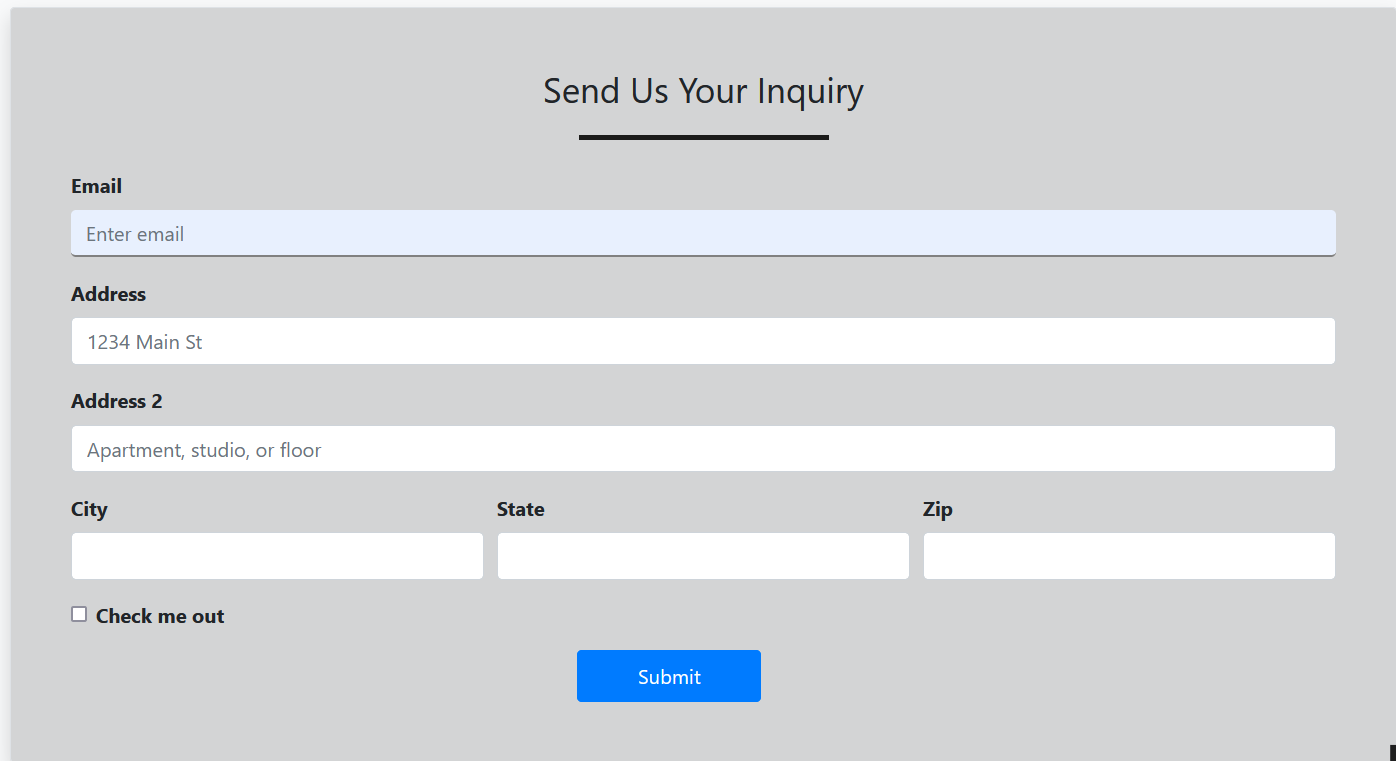 Send Us Your Inquiry
Email
Enter email
Address
1234 Main St
Address 2
Apartment, studio, or floor
City State Zip
Check me out
Submit